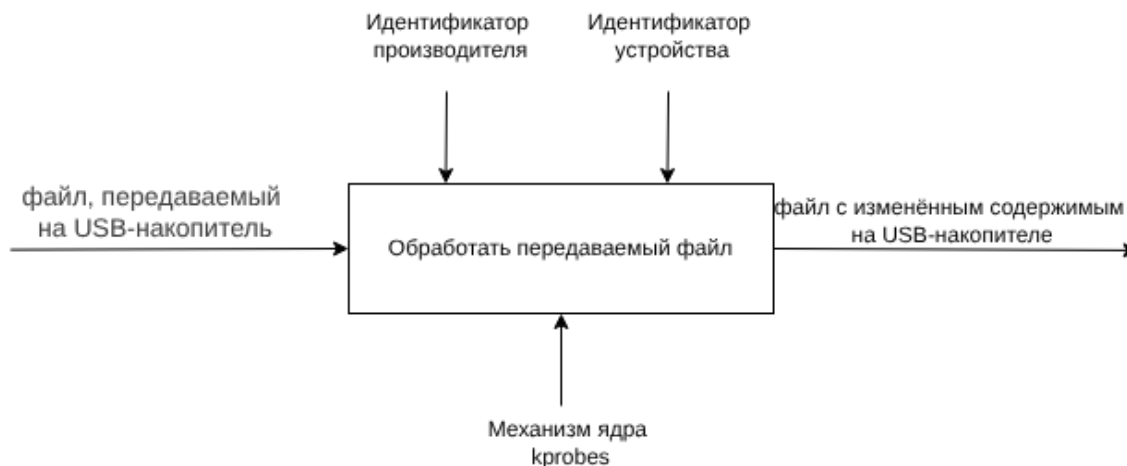 Идентификатор
производителя
Идентификатор
устройства
файл, передаваемый
на USB-накопитель
Обработать передаваемый файл
файл с изменённым содержимым
на USB-накопителе
Механизм ядра
kprobes